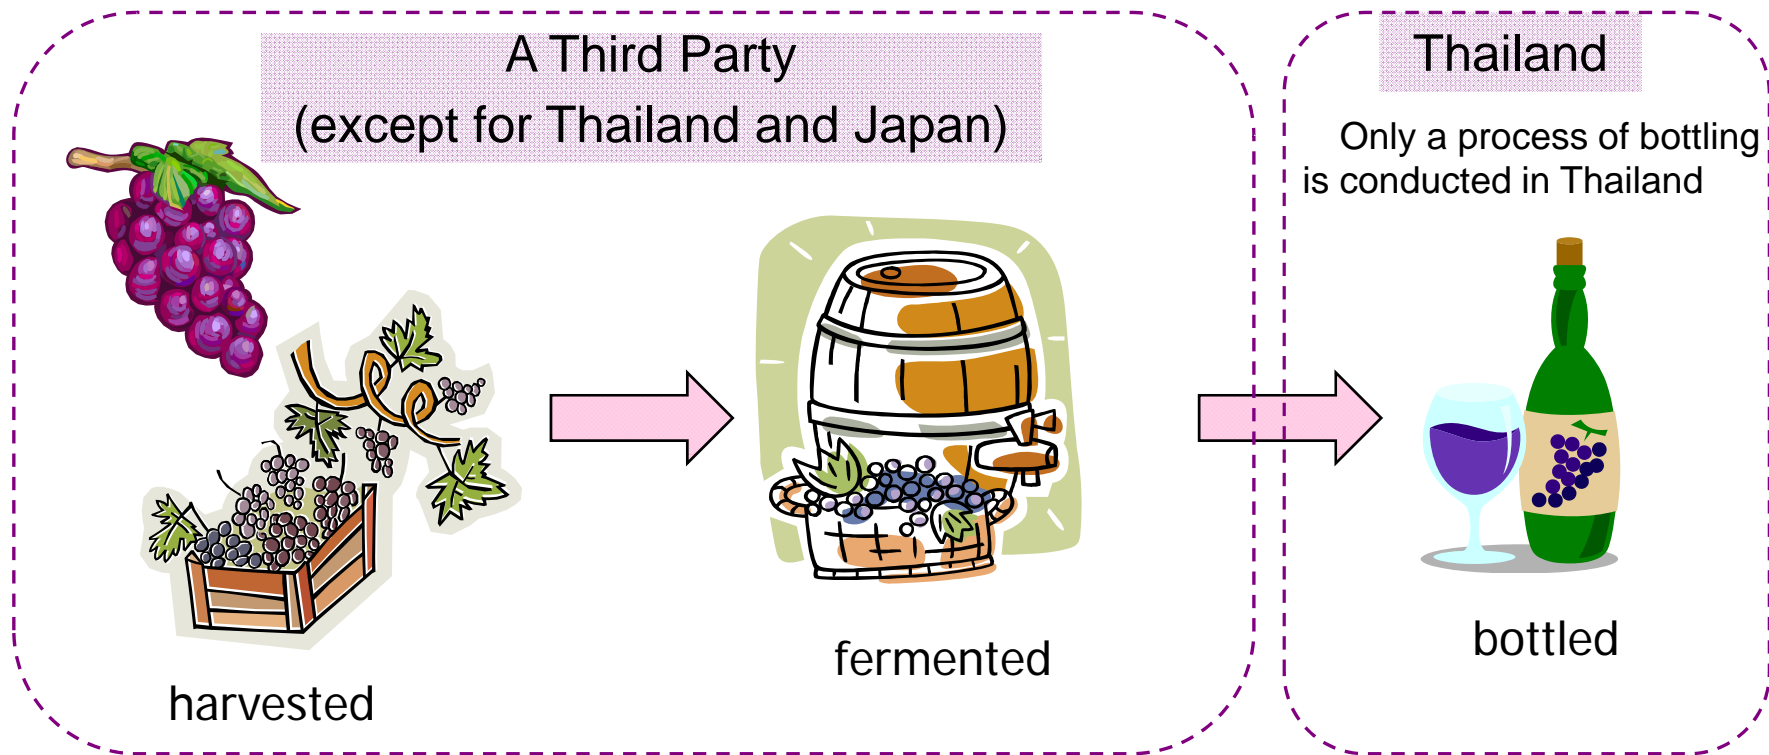 A Third Party
(except for Thailand and Japan)
harvested
fermented
Thailand
Only a process of bottling
is conducted in Thailand
bottled